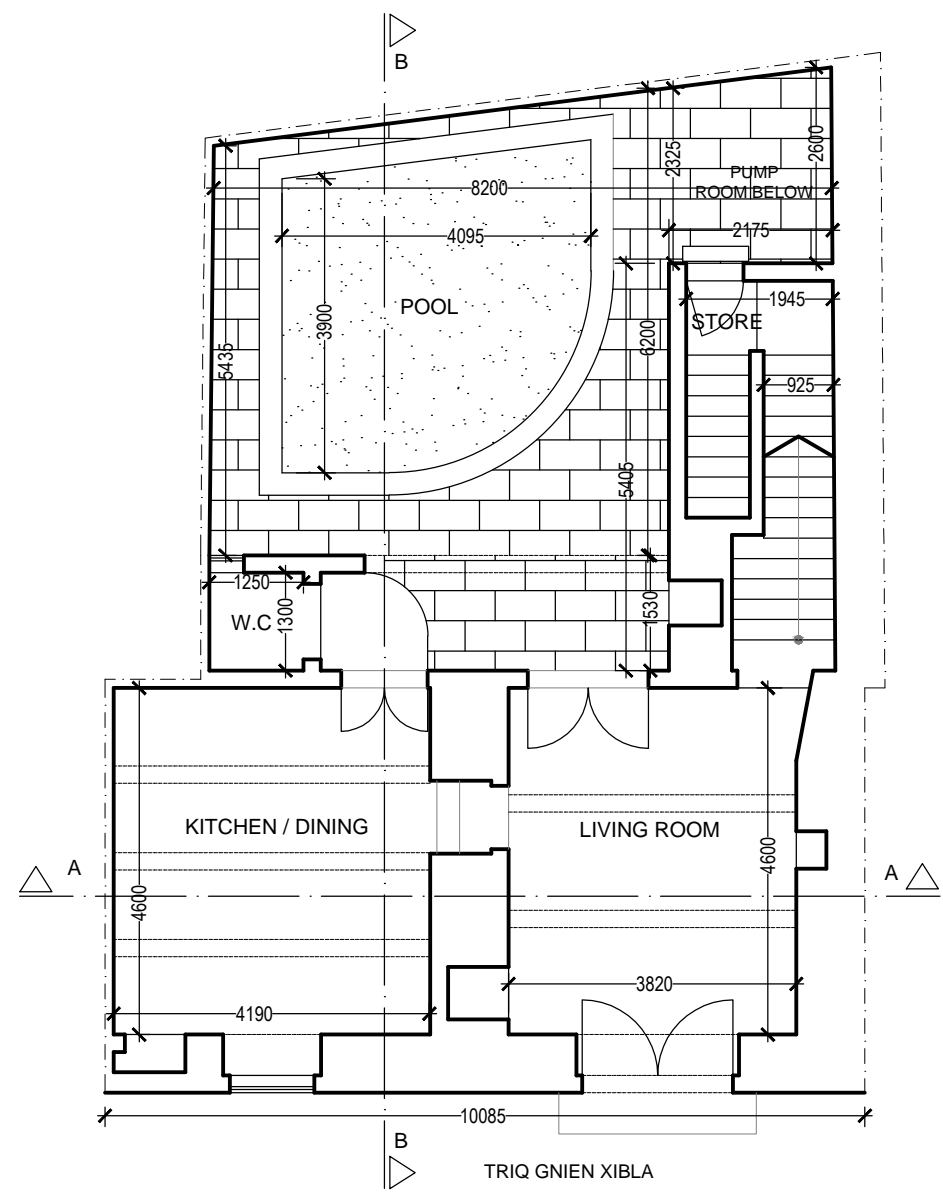 B
2325
2600
PUMP
ROOM BELOW
8200
2175
4095
POOL
1945
STORE
3900
5435
6200
925
5405
1250
W.C
1300
1530
KITCHEN / DINING
LIVING ROOM
A
A
4600
4600
4190
3820
10085
B
TRIQ GNIEN XIBLA